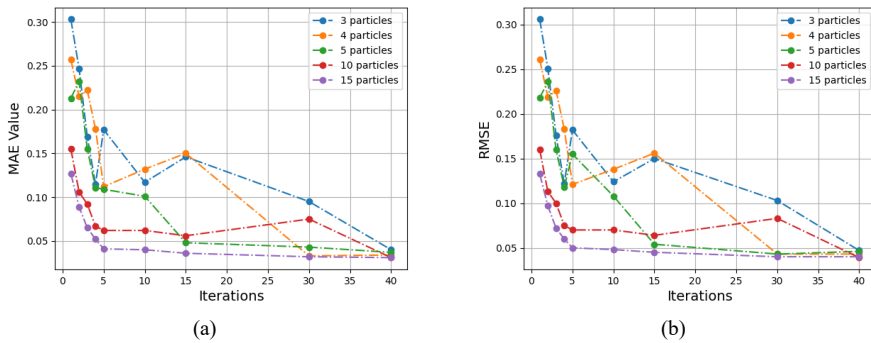 3 particles
4 particles
5 particles
10 particles
15 particles
MAE Value
0.30
0.25
0.20
0.15
0.10
0.05
0 5 10 15 20 25 30 35 40
Iterations
(a)
3 particles
4 particles
5 particles
10 particles
15 particles
RMSE
0.30
0.25
0.20
0.15
0.10
0.05
0 5 10 15 20 25 30 35 40
Iterations
(b)